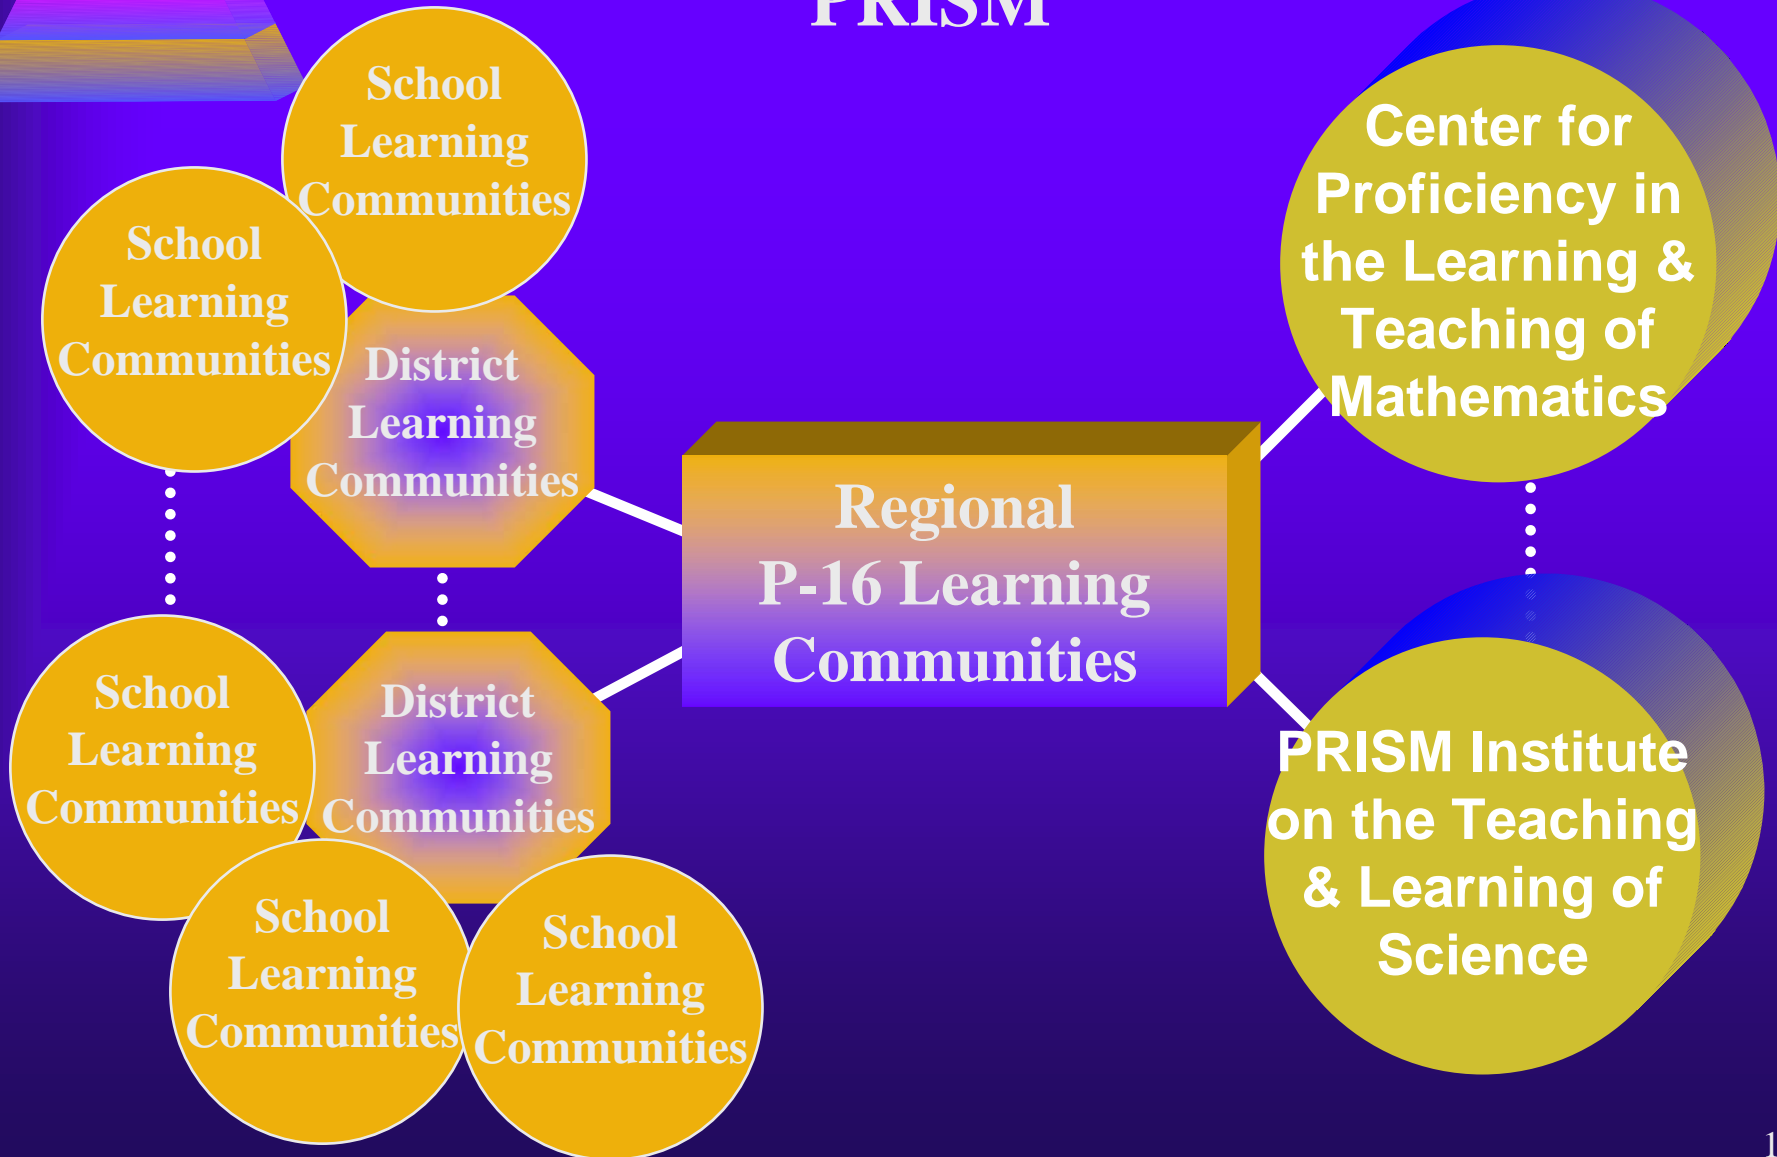 PRISM
School
Learning
Communities
School
Learning
Communities
District
Learning
Communities
Center for
Proficiency in
the Learning &
Teaching of
Mathematics
Regional
P-16 Learning
Communities
School
Learning
Communities
District
Learning
Communities
PRISM Institute
on the Teaching
& Learning of
Science
School
Learning
Communities
School
Learning
Communities